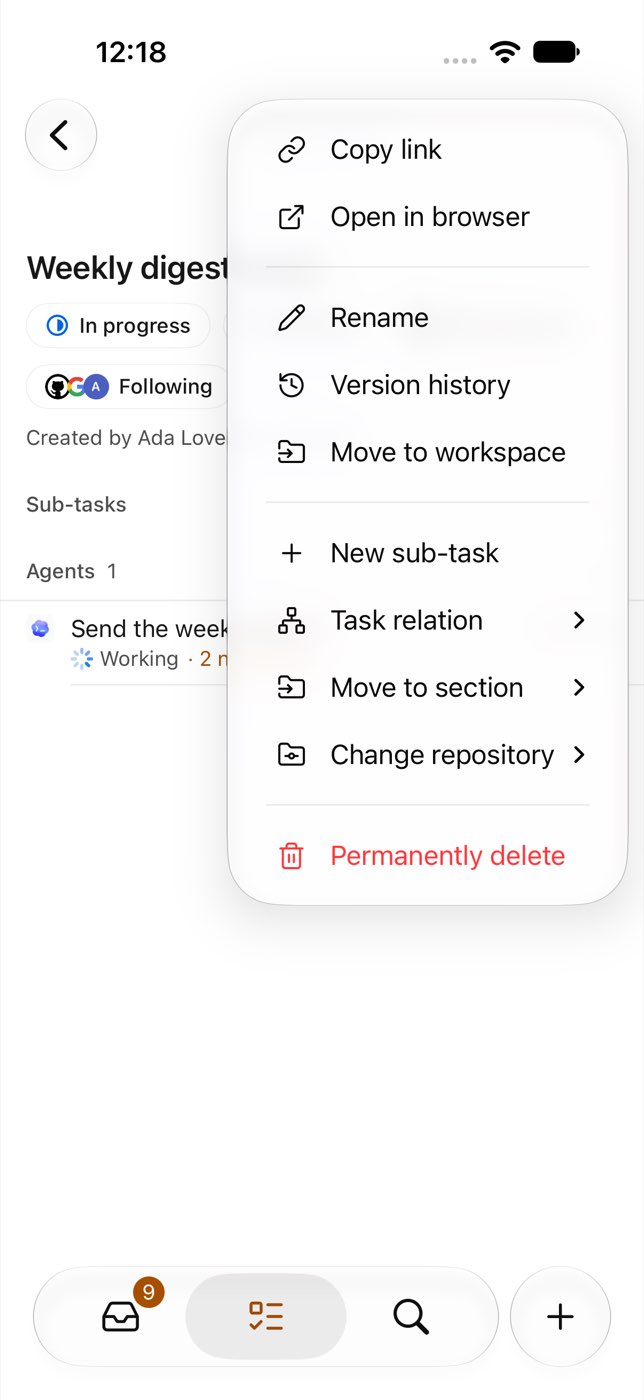 12:18
Copy link
Open in browser
Weekly digest
Rename
In progress
Version history
A Following
Created by Ada Love
Move to workspace
Sub-tasks
New sub-task
Agents 1
Task relation
Send the week
Working · 2
Move to section
Change repository
Permanently delete
9